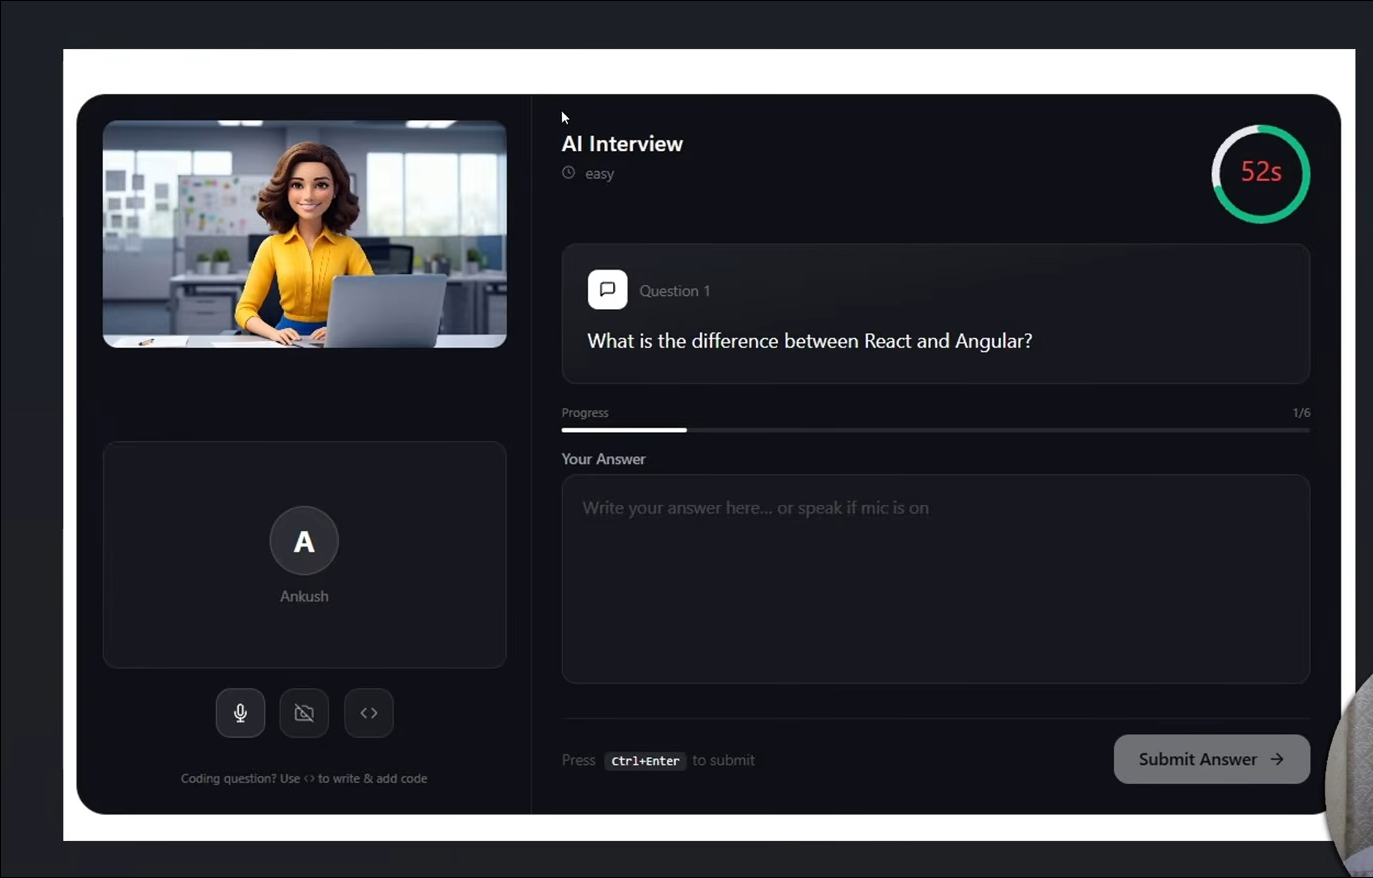 AI Interview
easy
52s
Question 1
What is the difference between React and Angular?
Progress
1/6
Your Answer
Write your answer here... or speak if mic is on
A
Ankush
Coding question? Use <> to write & add code
Press Ctrl+Enter to submit
Submit Answer →